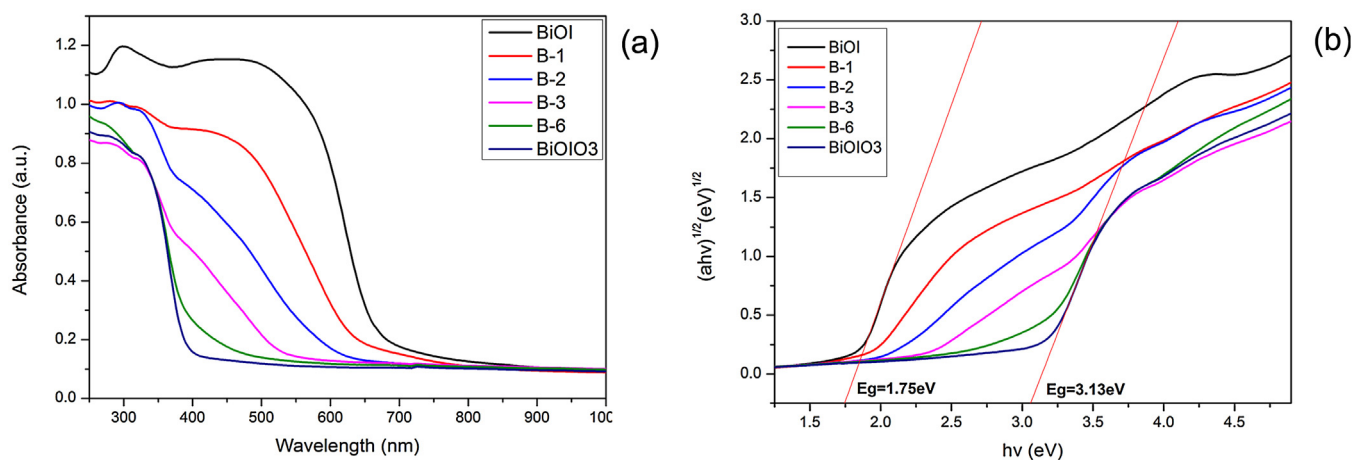 (a)
BiOI
B-1
B-2
B-3
B-6
BiOIO3
1.2
1.0
0.8
0.6
0.4
0.2
0.0
Absorbance (a.u.)
300 400 500 600 700 800 900 100
Wavelength (nm)
(b)
BiOI
B-1
B-2
B-3
B-6
BiOIO3
3.0
2.5
2.0
1.5
1.0
0.5
0.0
(ahv)1/2(eV)1/2
Eg=1.75eV
Eg=3.13eV
1.5 2.0 2.5 3.0 3.5 4.0 4.5
hv (eV)